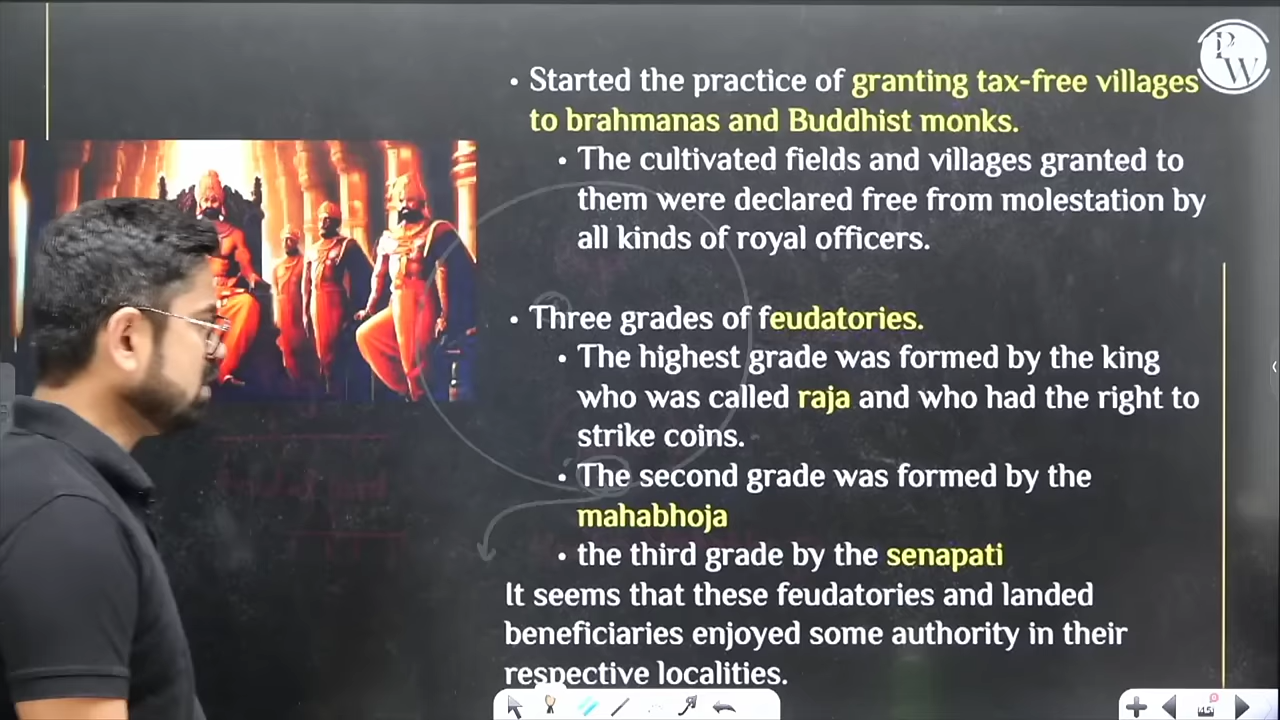 PW
• Started the practice of granting tax-free villages
to brahmanas and Buddhist monks.
• The cultivated fields and villages granted to
them were declared free from molestation by
all kinds of royal officers.
• Three grades of feudatories.
• The highest grade was formed by the king
who was called raja and who had the right to
strike coins.
• The second grade was formed by the
mahabhoja
• the third grade by the senapati
It seems that these feudatories and landed
beneficiaries enjoyed some authority in their
respective localities.